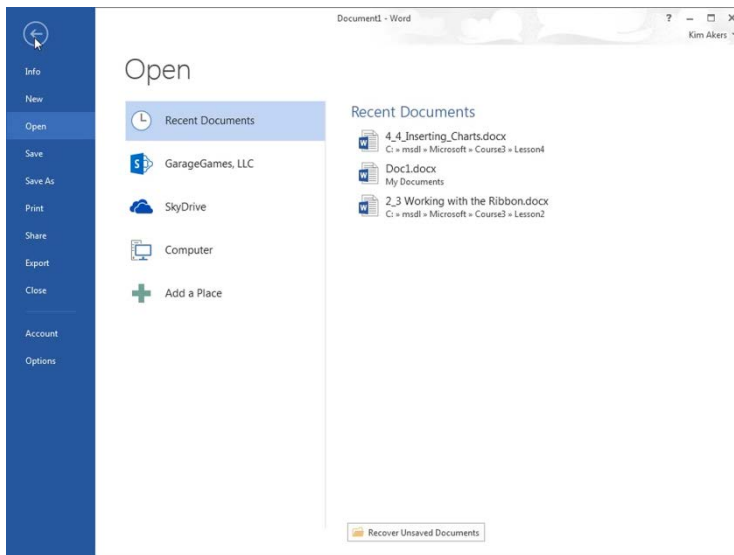 Document1 - Word
?
Kim Akers
Info
New
Open
Save
Save As
Print
Share
Export
Close
Account
Options
Open
Recent Documents
GarageGames, LLC
SkyDrive
Computer
Add a Place
Recent Documents
4_4_Inserting_Charts.docx
C: » msdl » Microsoft » Course3 » Lesson4
Doc1.docx
My Documents
2_3 Working with the Ribbon.docx
C: » msdl » Microsoft » Course3 » Lesson2
Recover Unsaved Documents